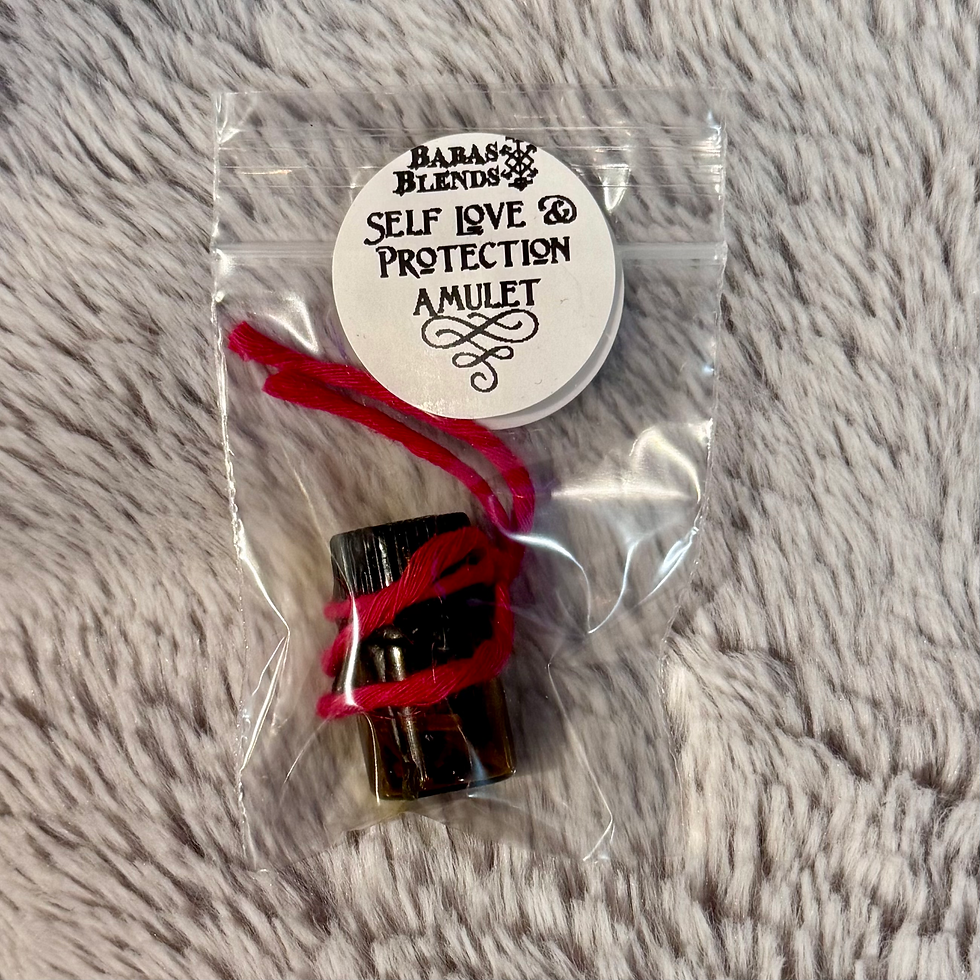 BABAS
BLENDS
SELF LOVE &
PROTECTION
AMULET